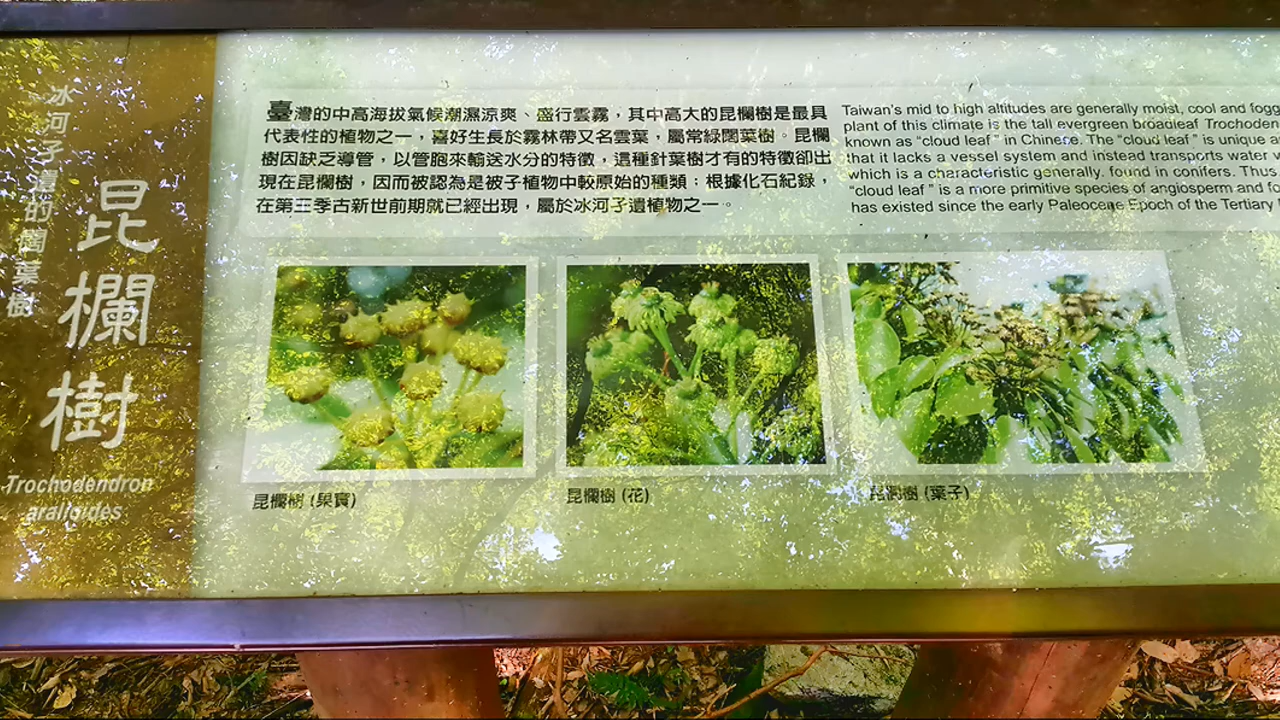 冰河孑遺的闊葉樹
昆欄樹
Trochodendron
aralioides
臺灣的中高海拔氣候潮濕涼爽、盛行雲霧，其中高大的昆欄樹是最具
代表性的植物之一，喜好生長於霧林帶又名雲葉，屬常綠闊葉樹。昆欄
樹因缺乏導管，以管胞來輸送水分的特徵，這種針葉樹才有的特徵卻出
現在昆欄樹，因而被認為是被子植物中較原始的種類；根據化石紀錄，
在第三季古新世前期就已經出現，屬於冰河孑遺植物之一。
Taiwan's mid to high altitudes are generally moist, cool and fogg
plant of this climate is the tall evergreen broadleaf Trochoden
known as “cloud leaf” in Chinese. The “cloud leaf” is unique a
that it lacks a vessel system and instead transports water
which is a characteristic generally. found in conifers. Thus
“cloud leaf ” is a more primitive species of angiosperm and fo
has existed since the early Paleocene Epoch of the Tertiary
昆欄樹 (果實)
昆欄樹 (花)
昆欄樹 (葉子)